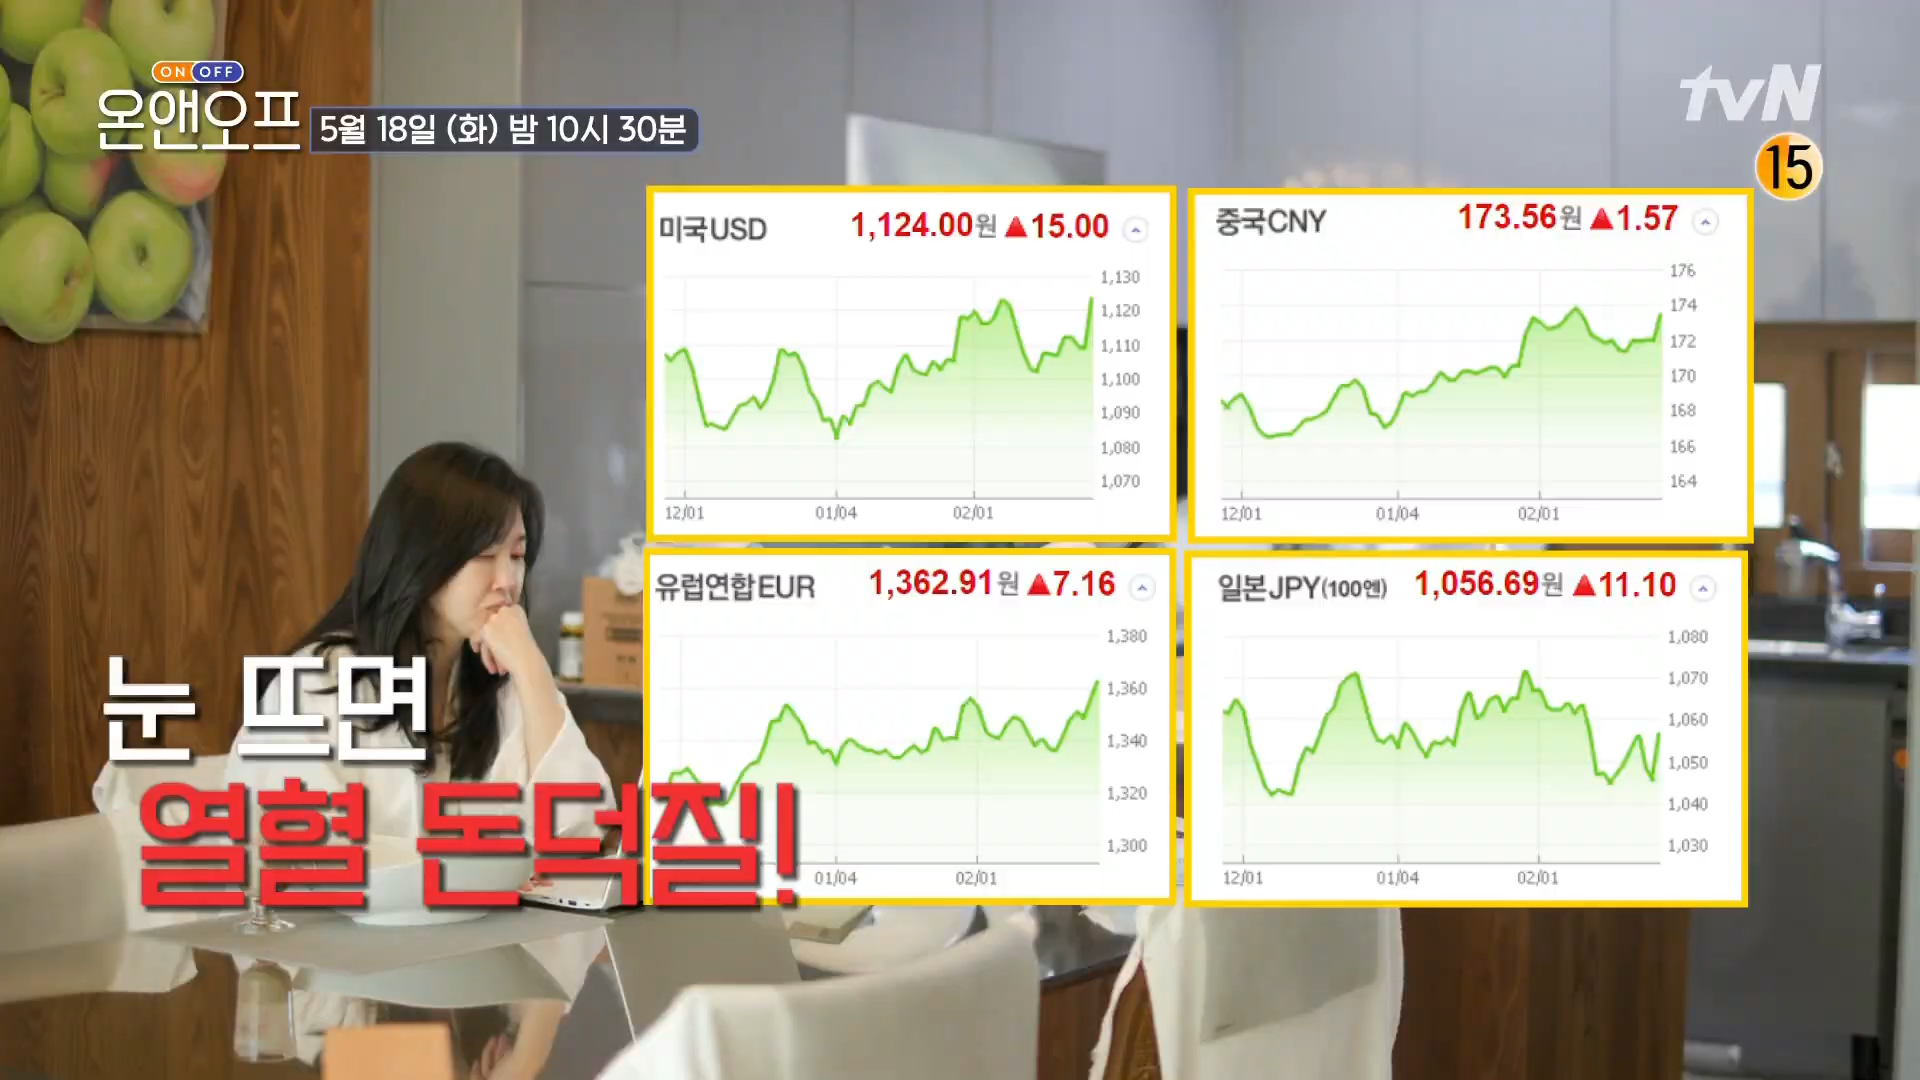 ON OFF
온앤오프
5월 18일 (화) 밤 10시 30분
tvN
15
미국USD 1,124.00원 ▲15.00
1,130
1,120
1,110
1,100
1,090
1,080
1,070
12/01 01/04 02/01
중국CNY 173.56원 ▲1.57
176
174
172
170
168
166
164
12/01 01/04 02/01
유럽연합EUR 1,362.91원 ▲7.16
1,380
1,360
1,340
1,320
1,300
01/04 02/01
일본JPY(100엔) 1,056.69원 ▲11.10
1,080
1,070
1,060
1,050
1,040
1,030
12/01 01/04 02/01
눈 뜨면
열혈 돈덕질!